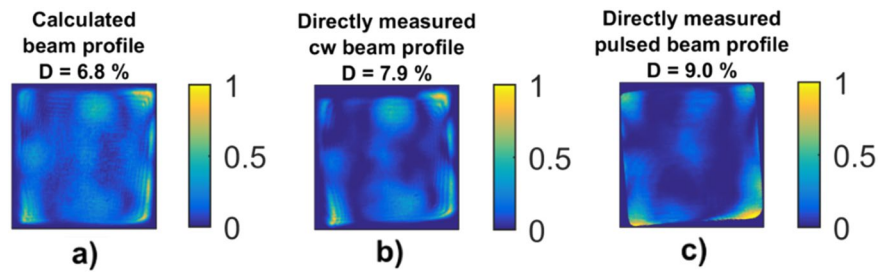 Calculated
beam profile
D = 6.8 %
1
0.5
0
a)
Directly measured
cw beam profile
D = 7.9 %
1
0.5
0
b)
Directly measured
pulsed beam profile
D = 9.0 %
1
0.5
0
c)